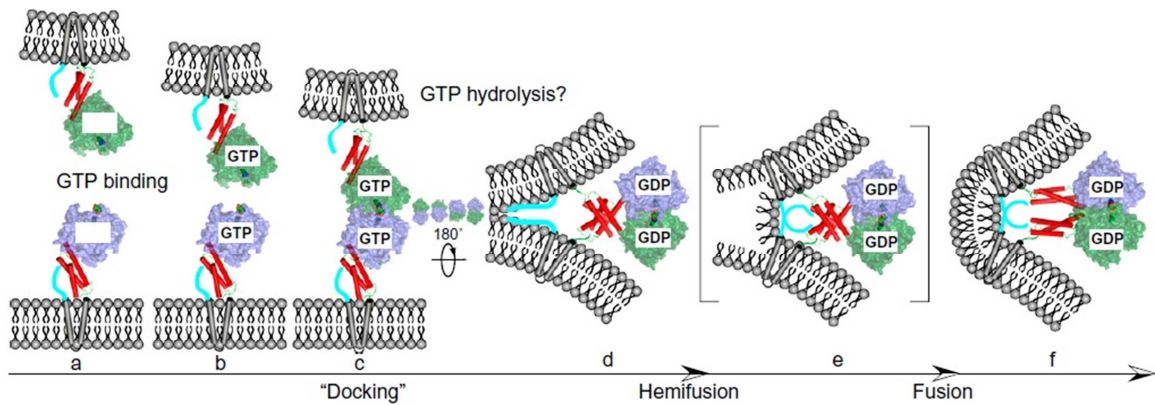 GTP binding
GTP
GTP
GTP
GTP
GTP hydrolysis?
180°
GDP
GDP
GDP
GDP
GDP
GDP
a
b
c
d
e
f
"Docking"
Hemifusion
Fusion